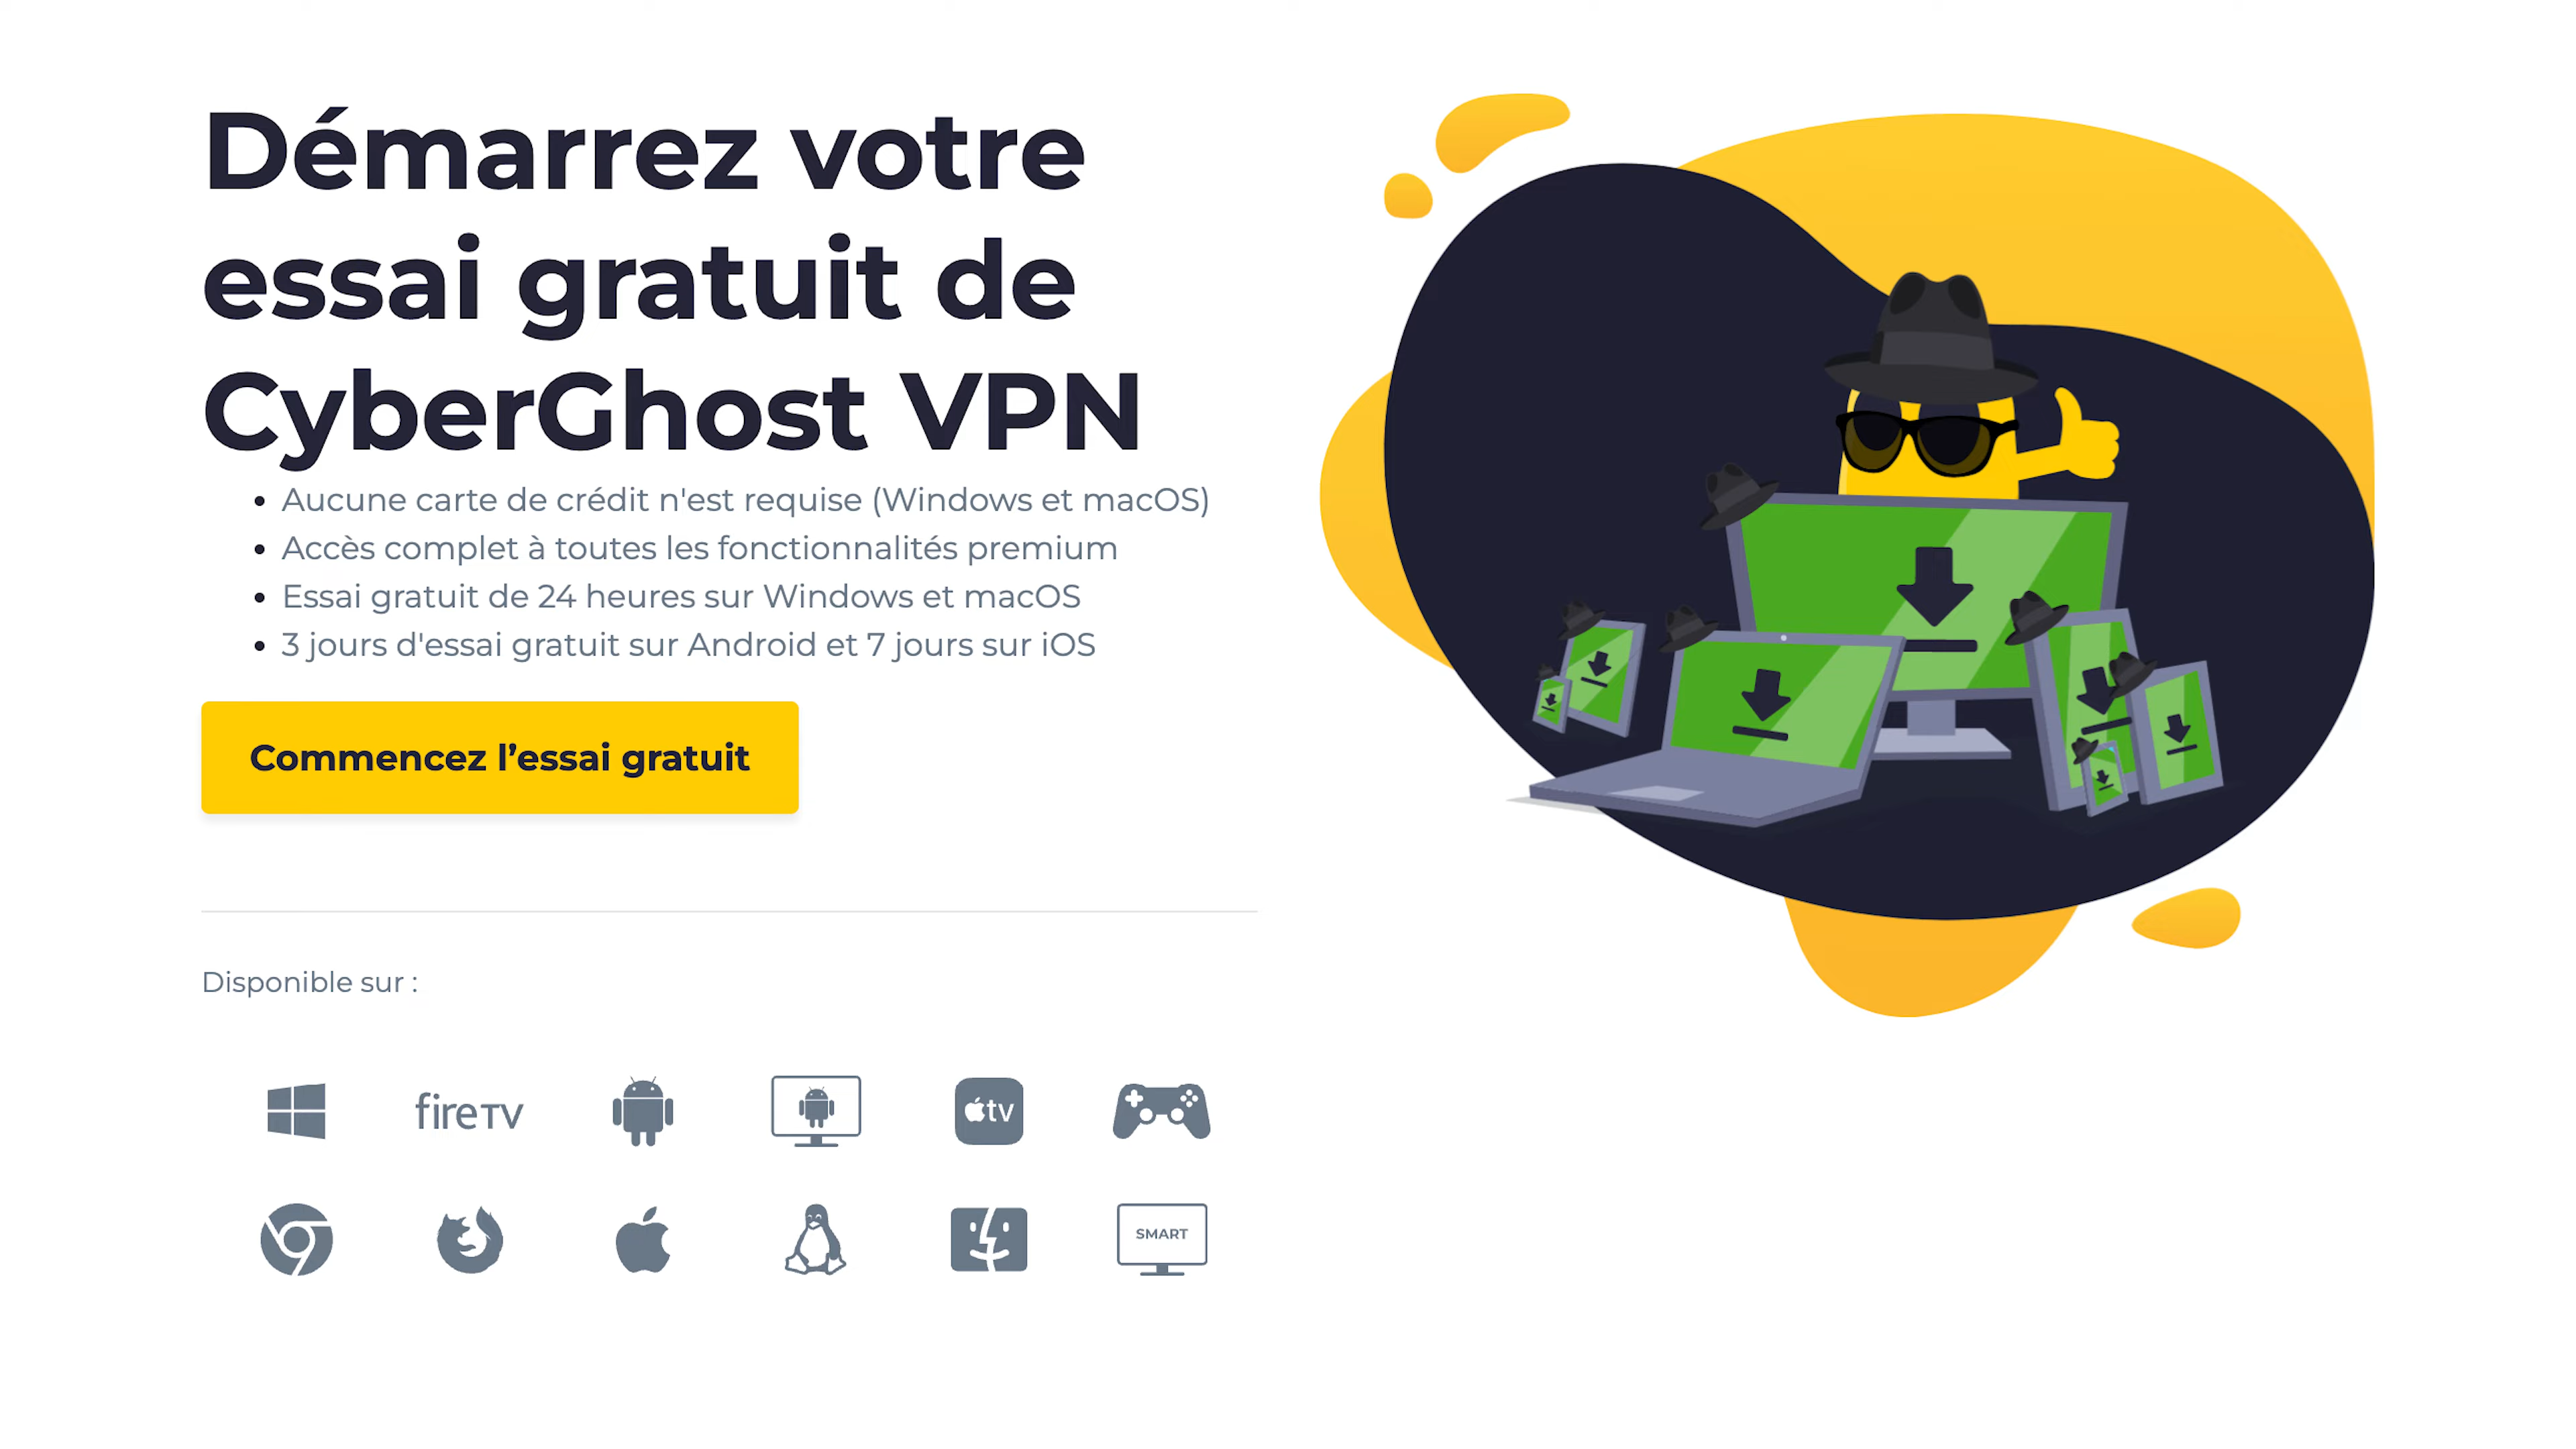 Démarrez votre
essai gratuit de
CyberGhost VPN
Aucune carte de crédit n'est requise (Windows et macOS)
Accès complet à toutes les fonctionnalités premium
Essai gratuit de 24 heures sur Windows et macOS
3 jours d'essai gratuit sur Android et 7 jours sur iOS
Commencez l’essai gratuit
Disponible sur :
fireTV
tv
SMART